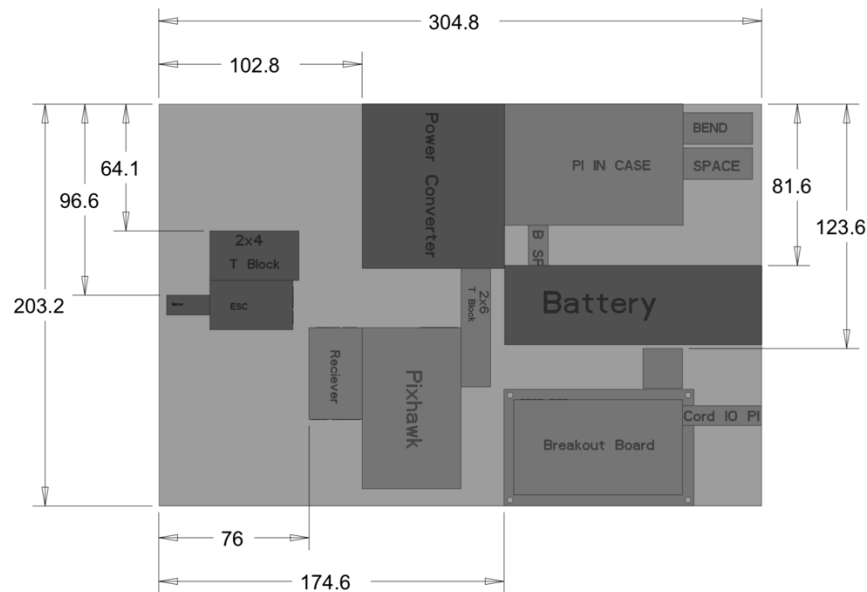 304.8
102.8
64.1
96.6
203.2
81.6
123.6
Power Converter
PI IN CASE
BEND
SPACE
2x4
T Block
ESC
B
SP
Battery
2x6
T Block
Reciever
Pixhawk
Cord IO PI
Breakout Board
76
174.6